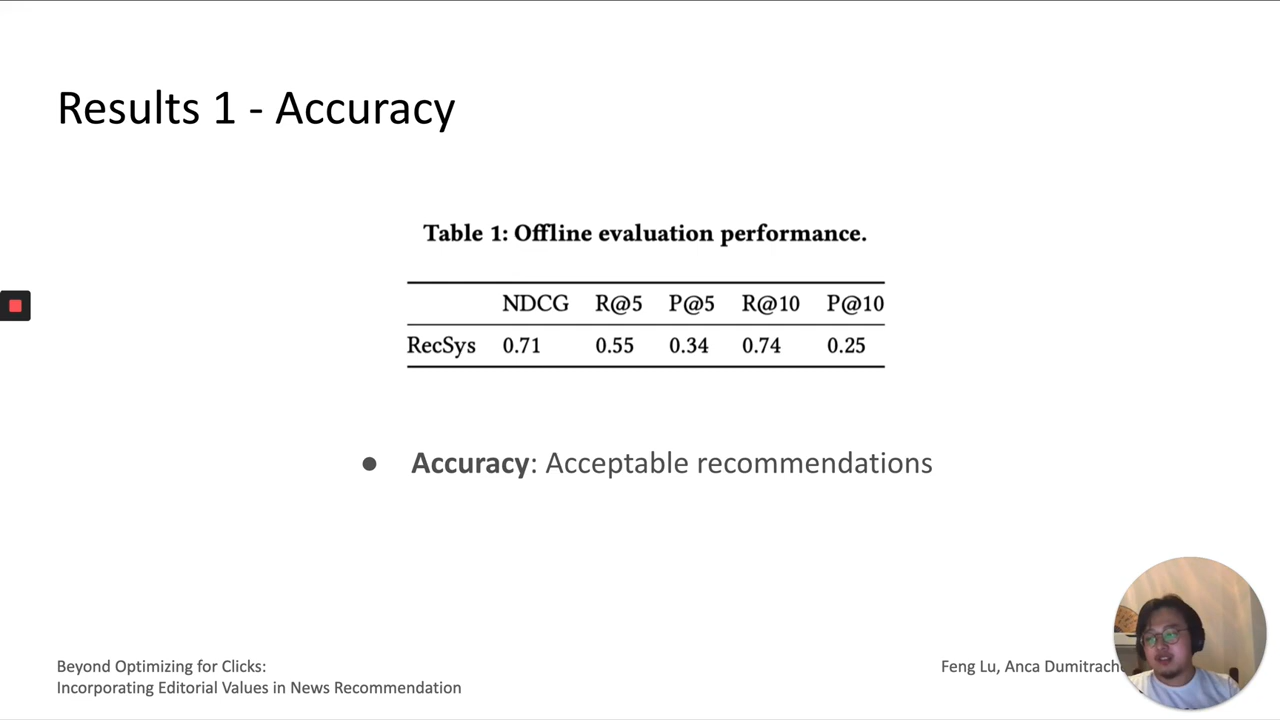 Results 1 - Accuracy
Table 1: Offline evaluation performance.
NDCG R@5 P@5 R@10 P@10
RecSys 0.71 0.55 0.34 0.74 0.25
● Accuracy: Acceptable recommendations
Beyond Optimizing for Clicks:
Incorporating Editorial Values in News Recommendation
Feng Lu, Anca